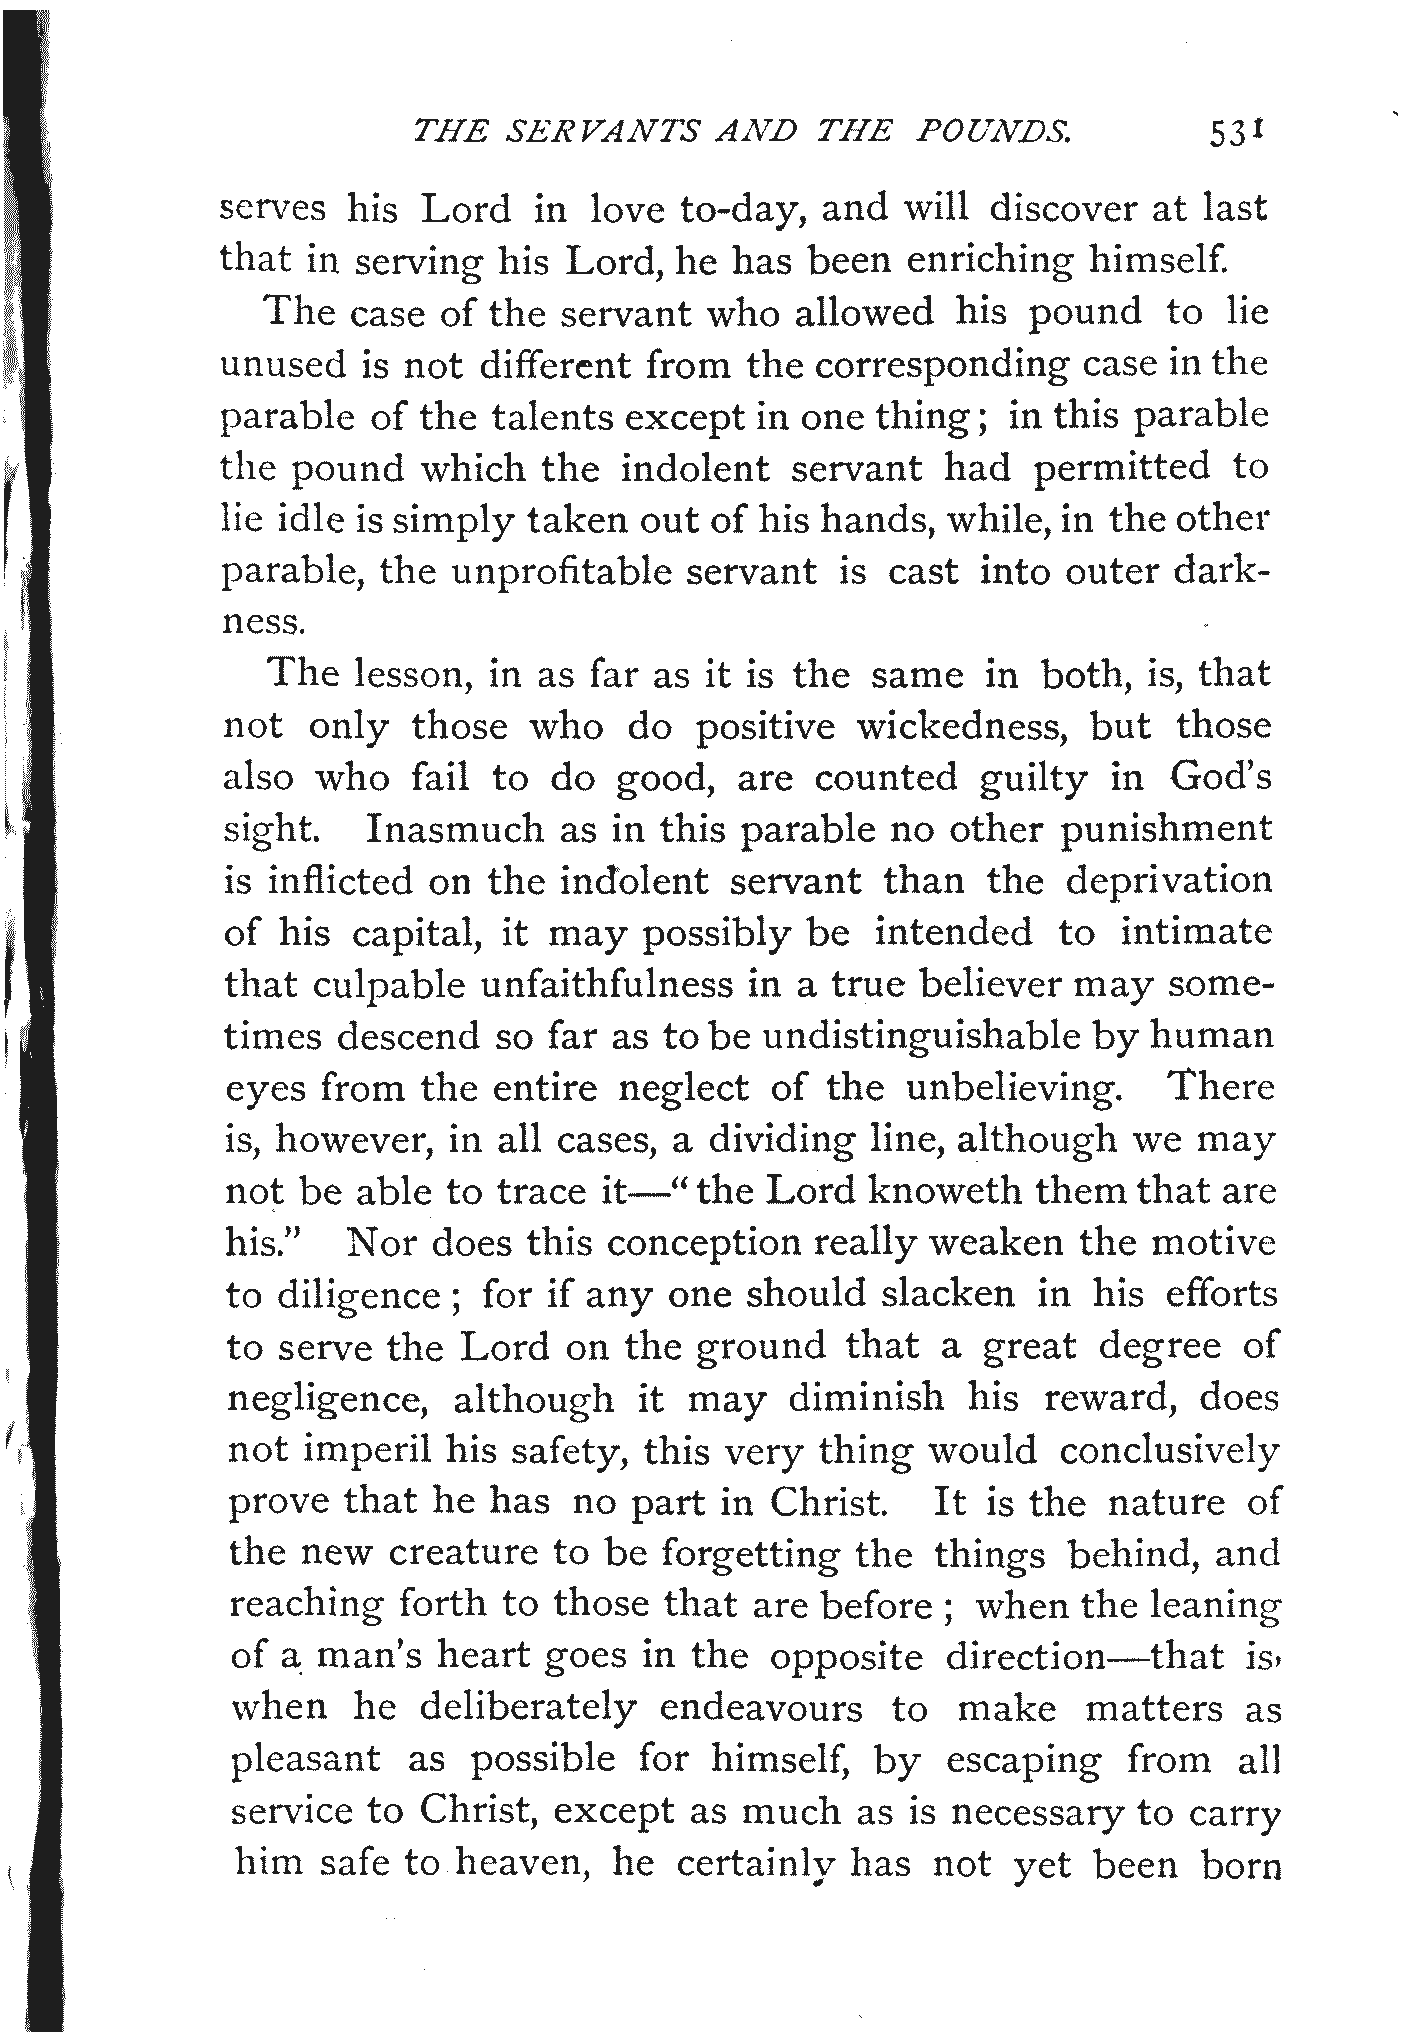 THE SERVANTS AND THE POUNDS. 531
serves his Lord in love to-day, and will discover at last
that in serving his Lord, he has been enriching himself.
The case of the servant who allowed his pound to lie
unused is not different from the corresponding case in the
parable of the talents except in one thing; in this parable
the pound which the indolent servant had permitted to
lie idle is simply taken out of his hands, while, in the other
parable, the unprofitable servant is cast into outer dark-
ness.
The lesson, in as far as it is the same in both, is, that
not only those who do positive wickedness, but those
also who fail to do good, are counted guilty in God's
sight. Inasmuch as in this parable no other punishment
is inflicted on the indolent servant than the deprivation
of his capital, it may possibly be intended to intimate
that culpable unfaithfulness in a true believer may some-
times descend so far as to be undistinguishable by human
eyes from the entire neglect of the unbelieving. There
is, however, in all cases, a dividing line, although we may
not be able to trace it—“the Lord knoweth them that are
his.” Nor does this conception really weaken the motive
to diligence; for if any one should slacken in his efforts
to serve the Lord on the ground that a great degree of
negligence, although it may diminish his reward, does
not imperil his safety, this very thing would conclusively
prove that he has no part in Christ. It is the nature of
the new creature to be forgetting the things behind, and
reaching forth to those that are before; when the leaning
of a man's heart goes in the opposite direction—that is,
when he deliberately endeavours to make matters as
pleasant as possible for himself, by escaping from all
service to Christ, except as much as is necessary to carry
him safe to heaven, he certainly has not yet been born